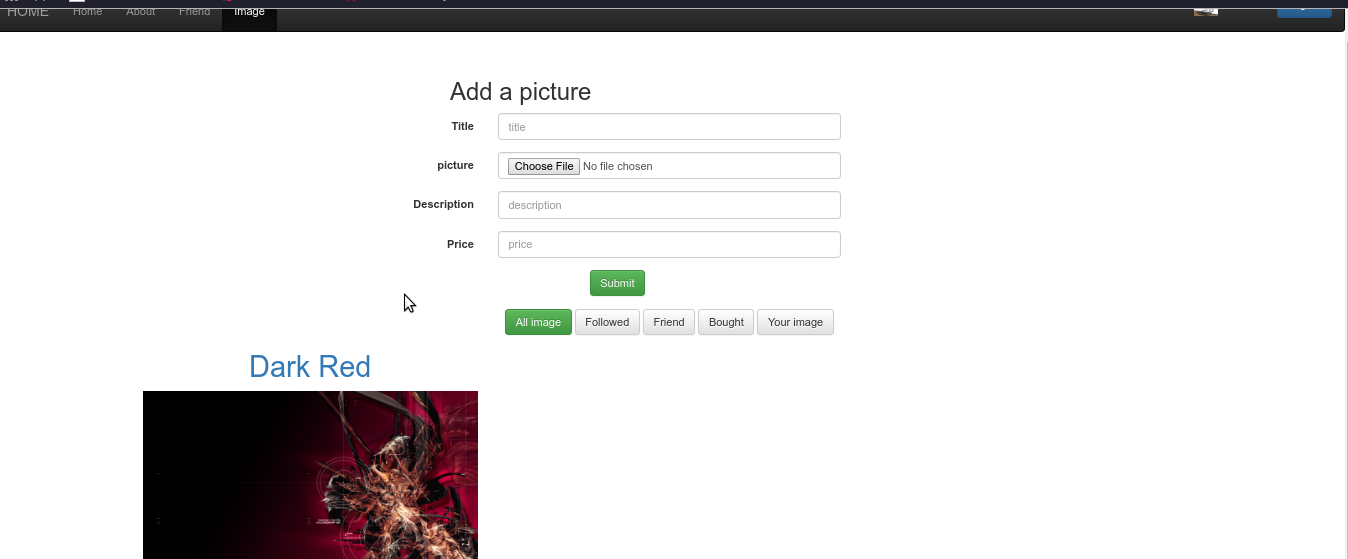 HOME Home About Friend Image
Add a picture
Title title
picture Choose File No file chosen
Description description
Price price
Submit
All image Followed Friend Bought Your image
Dark Red